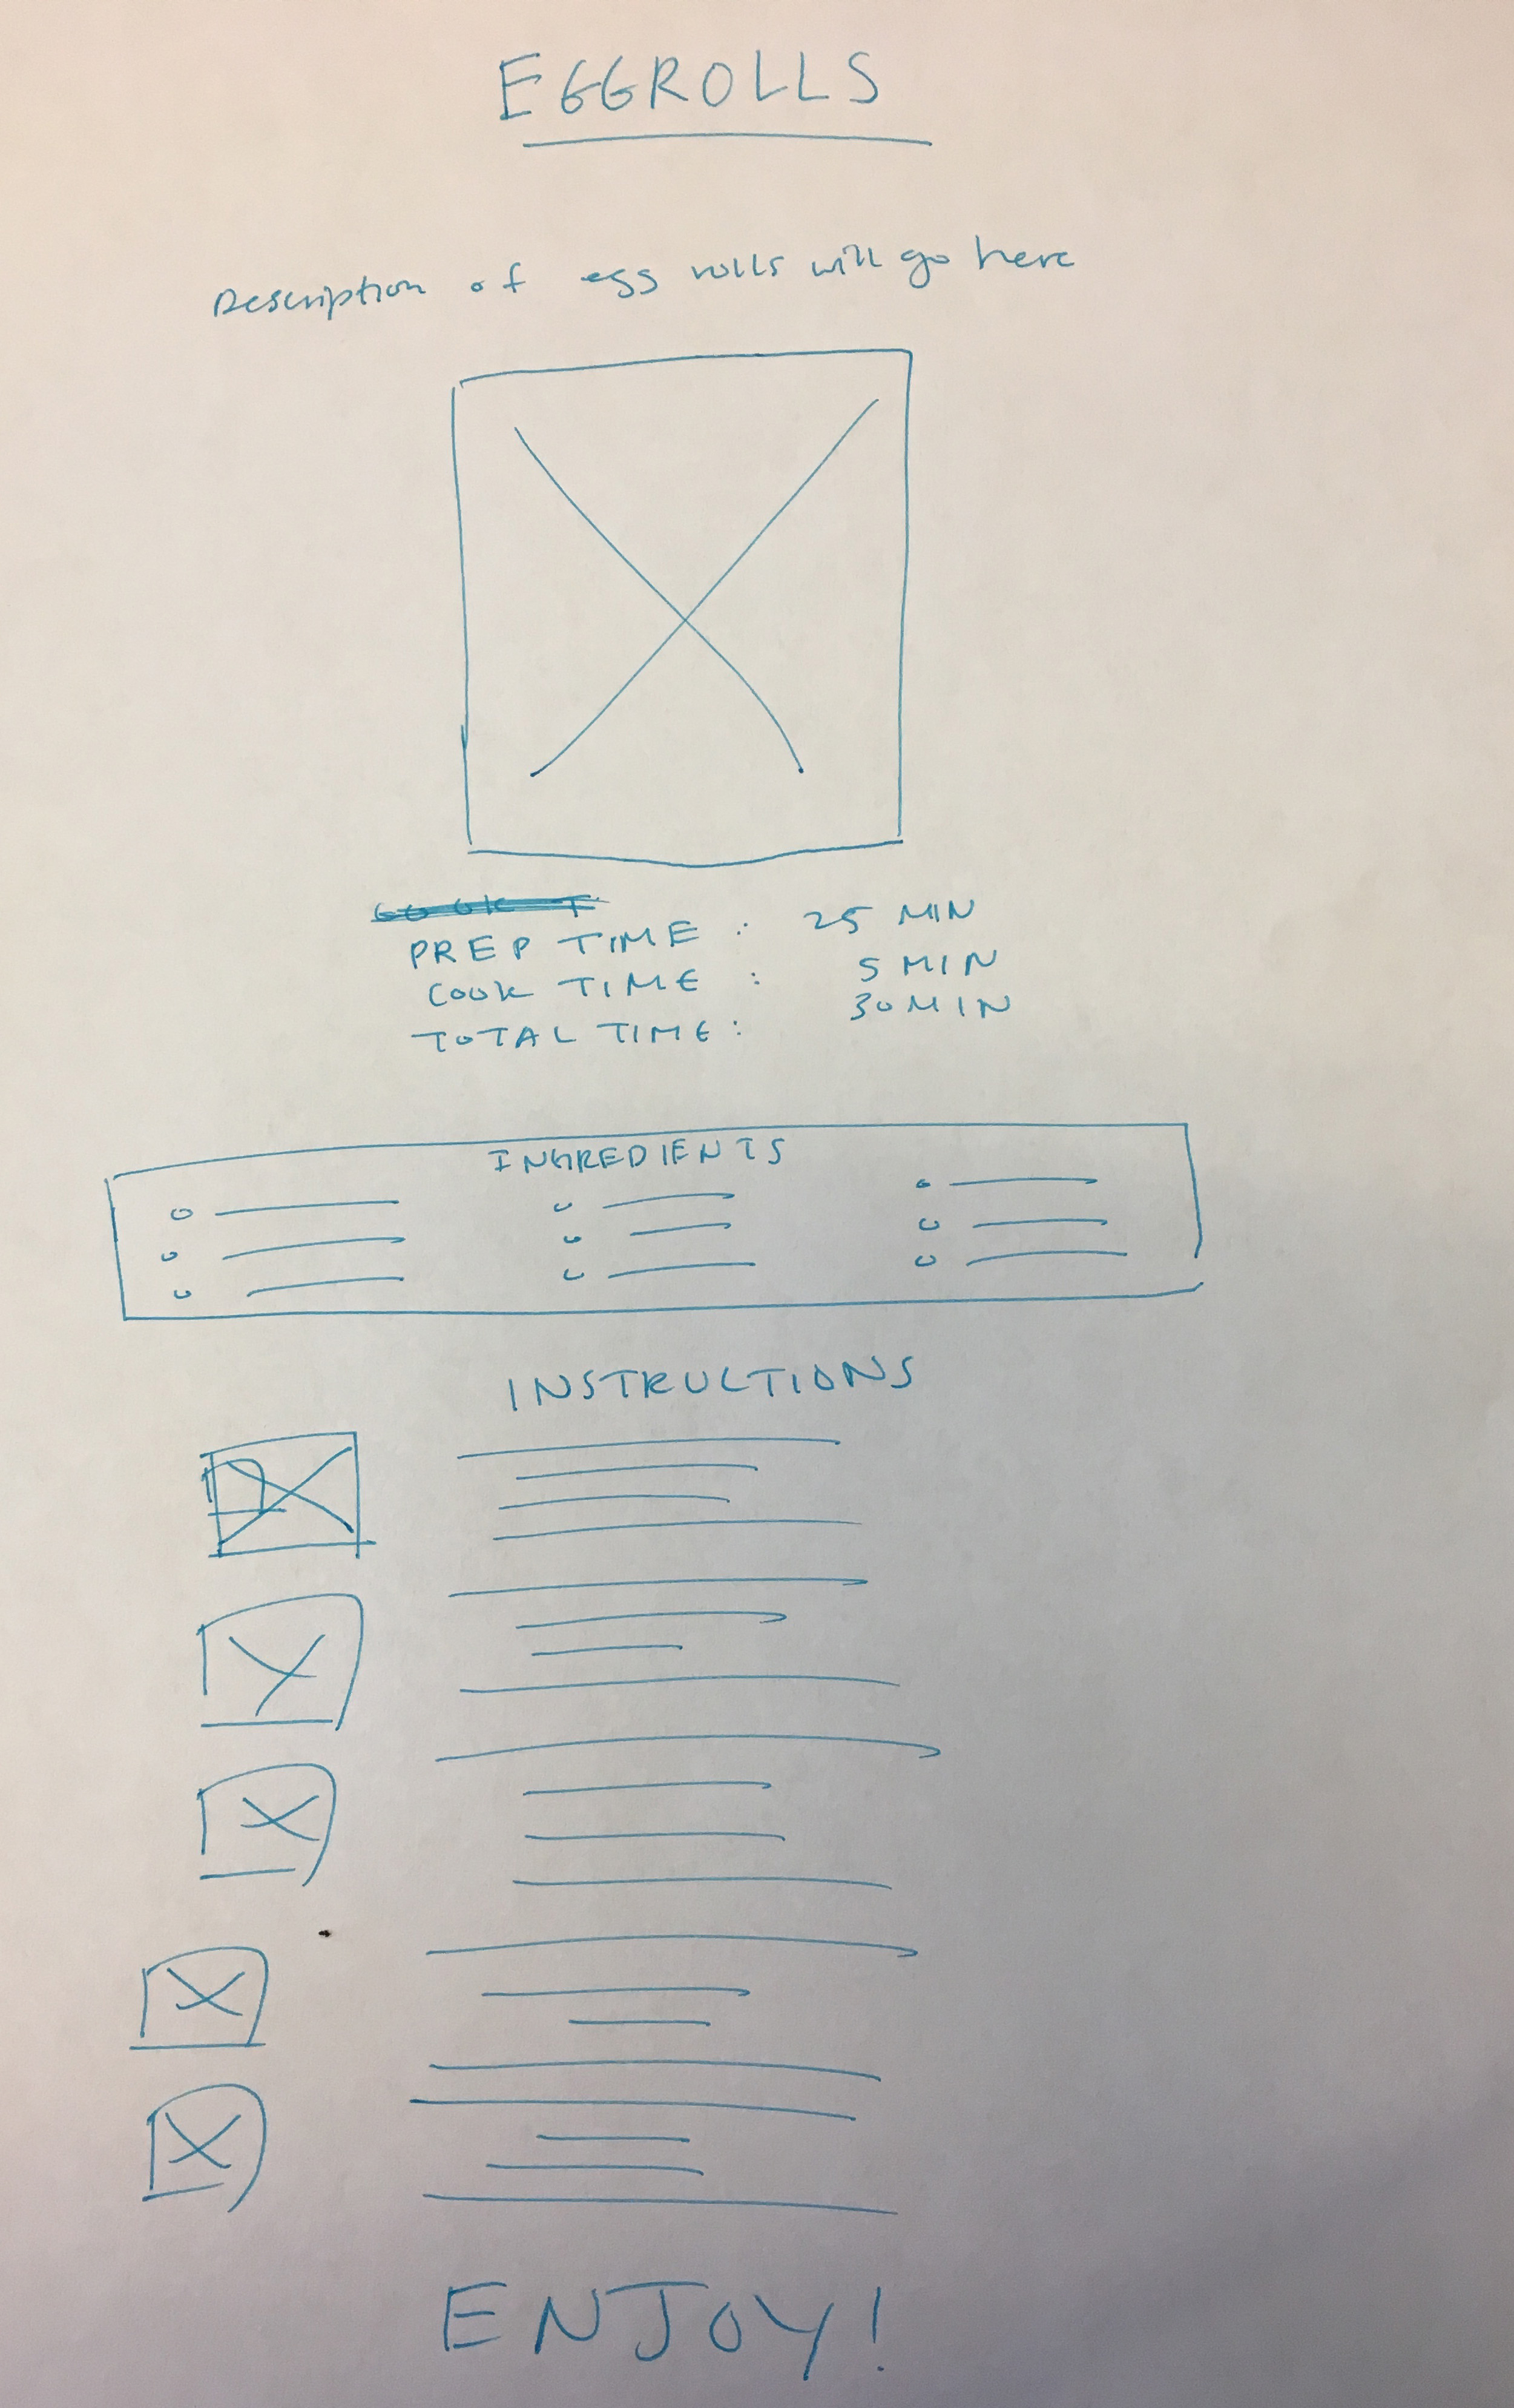 EGGROLLS
Description of egg rolls will go here
COOK T
PREP TIME : 25 MIN
COOK TIME : 5 MIN
TOTAL TIME: 30 MIN
INGREDIENTS
INSTRUCTIONS
ENJOY!